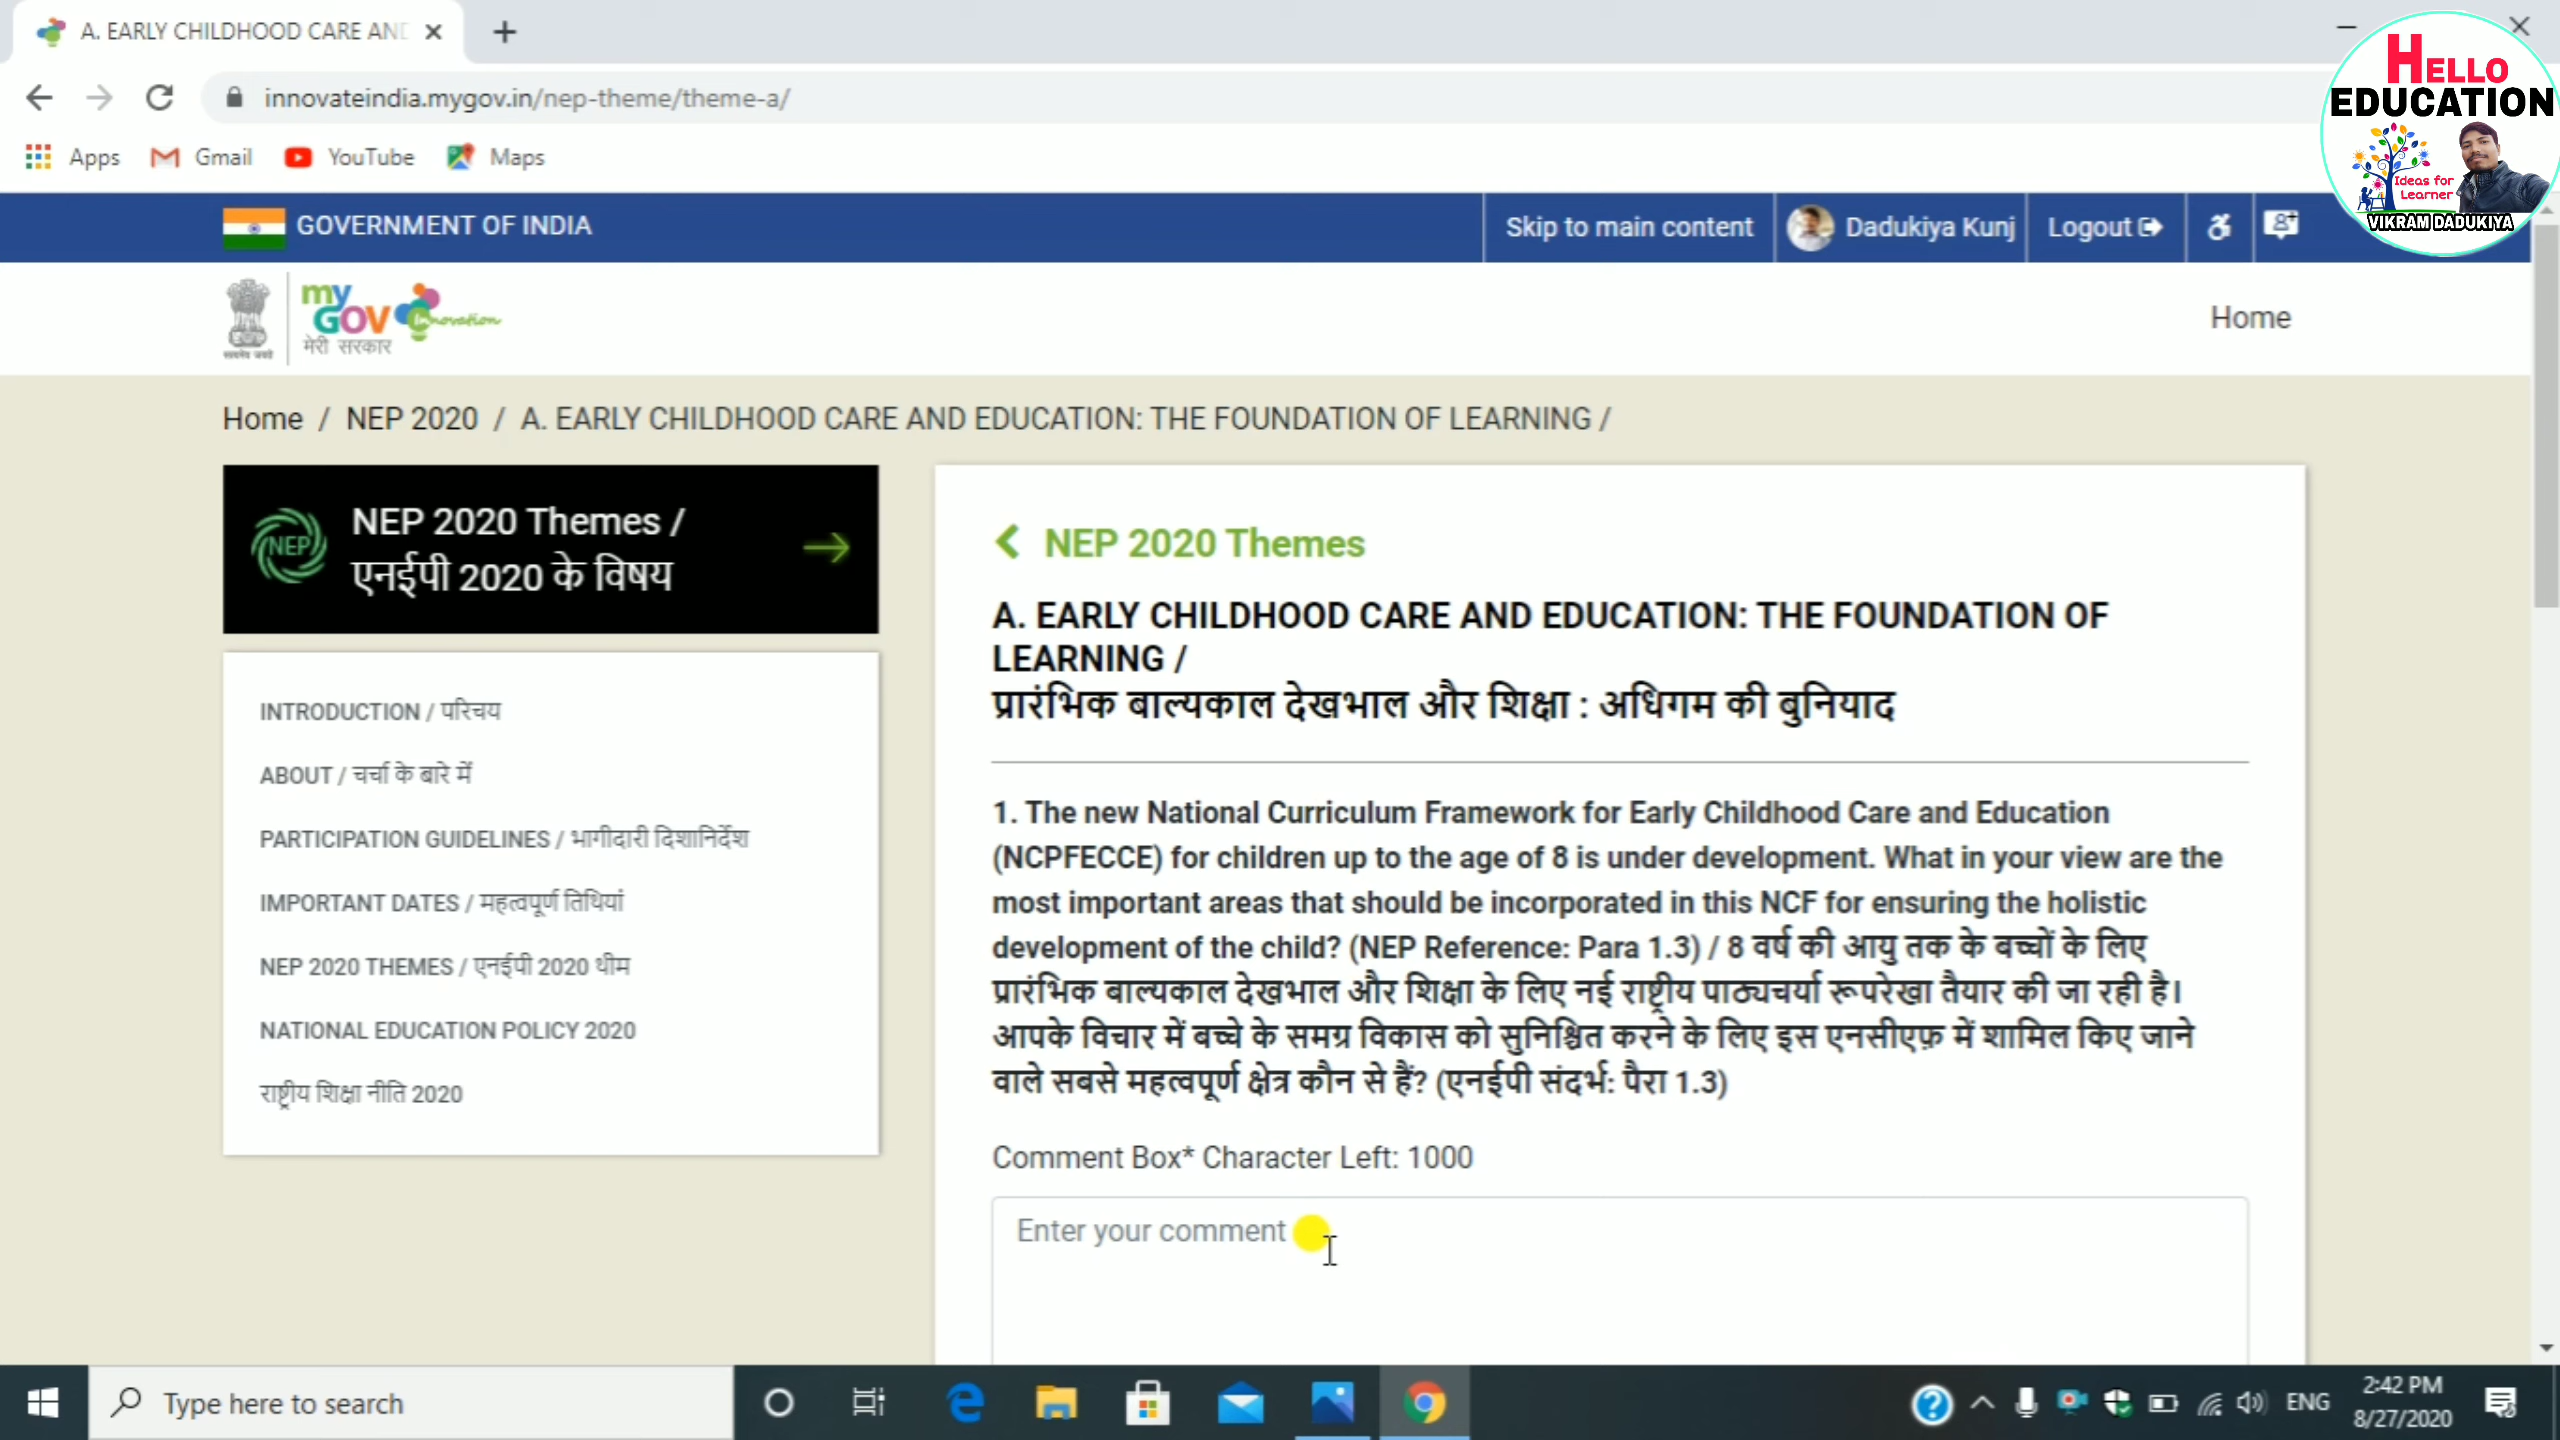 A. EARLY CHILDHOOD CARE AND
innovateindia.mygov.in/nep-theme/theme-a/
Apps Gmail YouTube Maps
HELLO
EDUCATION
Ideas for
Learner
VIKRAM DADUKIYA
GOVERNMENT OF INDIA
Skip to main content Dadukiya Kunj Logout
सत्यमेव जयते
my
GOV Innovation
मेरी सरकार
Home
Home / NEP 2020 / A. EARLY CHILDHOOD CARE AND EDUCATION: THE FOUNDATION OF LEARNING /
NEP
NEP 2020 Themes /
एनईपी 2020 के विषय
INTRODUCTION / परिचय
ABOUT / चर्चा के बारे में
PARTICIPATION GUIDELINES / भागीदारी दिशानिर्देश
IMPORTANT DATES / महत्वपूर्ण तिथियां
NEP 2020 THEMES / एनईपी 2020 थीम
NATIONAL EDUCATION POLICY 2020
राष्ट्रीय शिक्षा नीति 2020
NEP 2020 Themes
A. EARLY CHILDHOOD CARE AND EDUCATION: THE FOUNDATION OF
LEARNING /
प्रारंभिक बाल्यकाल देखभाल और शिक्षा : अधिगम की बुनियाद
1. The new National Curriculum Framework for Early Childhood Care and Education
(NCPFECCE) for children up to the age of 8 is under development. What in your view are the
most important areas that should be incorporated in this NCF for ensuring the holistic
development of the child? (NEP Reference: Para 1.3) / 8 वर्ष की आयु तक के बच्चों के लिए
प्रारंभिक बाल्यकाल देखभाल और शिक्षा के लिए नई राष्ट्रीय पाठ्यचर्या रूपरेखा तैयार की जा रही है।
आपके विचार में बच्चे के समग्र विकास को सुनिश्चित करने के लिए इस एनसीएफ़ में शामिल किए जाने
वाले सबसे महत्वपूर्ण क्षेत्र कौन से हैं? (एनईपी संदर्भ: पैरा 1.3)
Comment Box* Character Left: 1000
Enter your comment
Type here to search
ENG
2:42 PM
8/27/2020